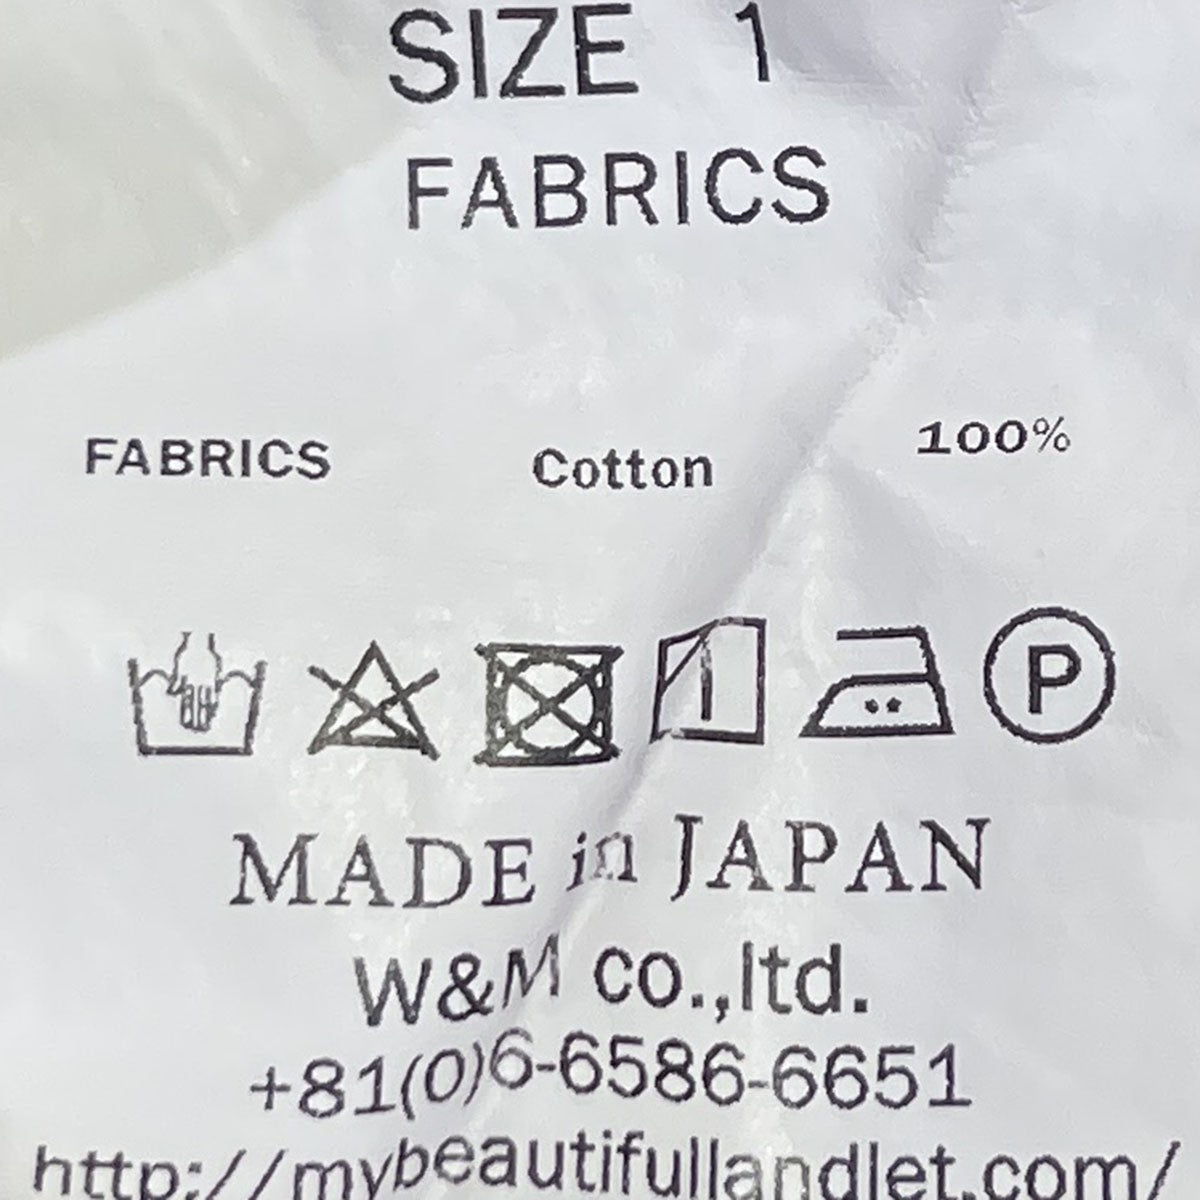 SIZE 1
FABRICS
FABRICS Cotton 100%
P
MADE in JAPAN
W&M co.,ltd.
+81(0)6-6586-6651
http://mybeautifullandlet.com/